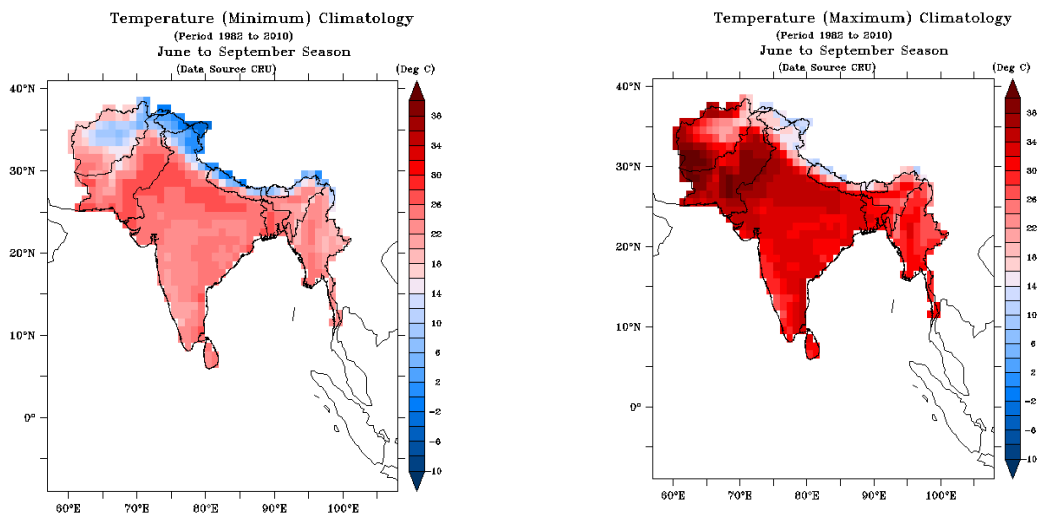 Temperature (Minimum) Climatology
(Period 1982 to 2010)
June to September Season
(Data Source CRU)
(Deg C)
40°N
30°N
20°N
10°N
0°
60°E
70°E
80°E
90°E
100°E
38
34
30
26
22
18
14
10
6
2
-2
-6
-10
Temperature (Maximum) Climatology
(Period 1982 to 2010)
June to September Season
(Data Source CRU)
(Deg C)
40°N
30°N
20°N
10°N
0°
60°E
70°E
80°E
90°E
100°E
38
34
30
26
22
18
14
10
6
2
-2
-6